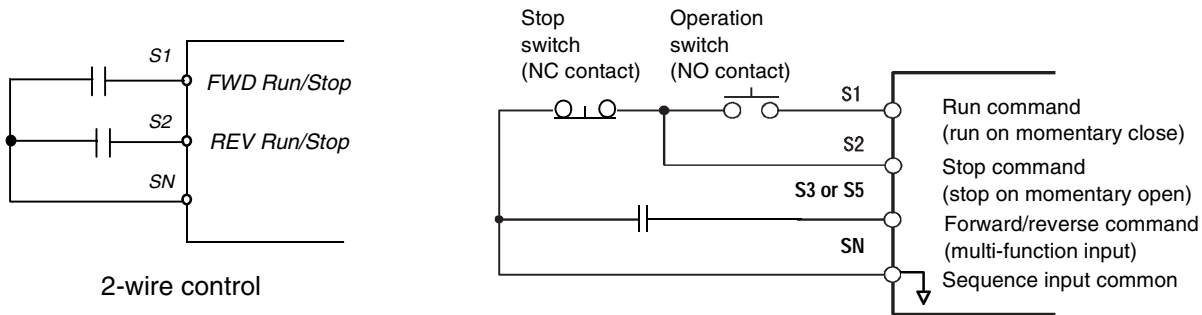 S1
FWD Run/Stop
S2
REV Run/Stop
SN
2-wire control
Stop
switch
(NC contact)
Operation
switch
(NO contact)
S1
Run command
(run on momentary close)
S2
Stop command
(stop on momentary open)
S3 or S5
Forward/reverse command
(multi-function input)
SN
Sequence input common